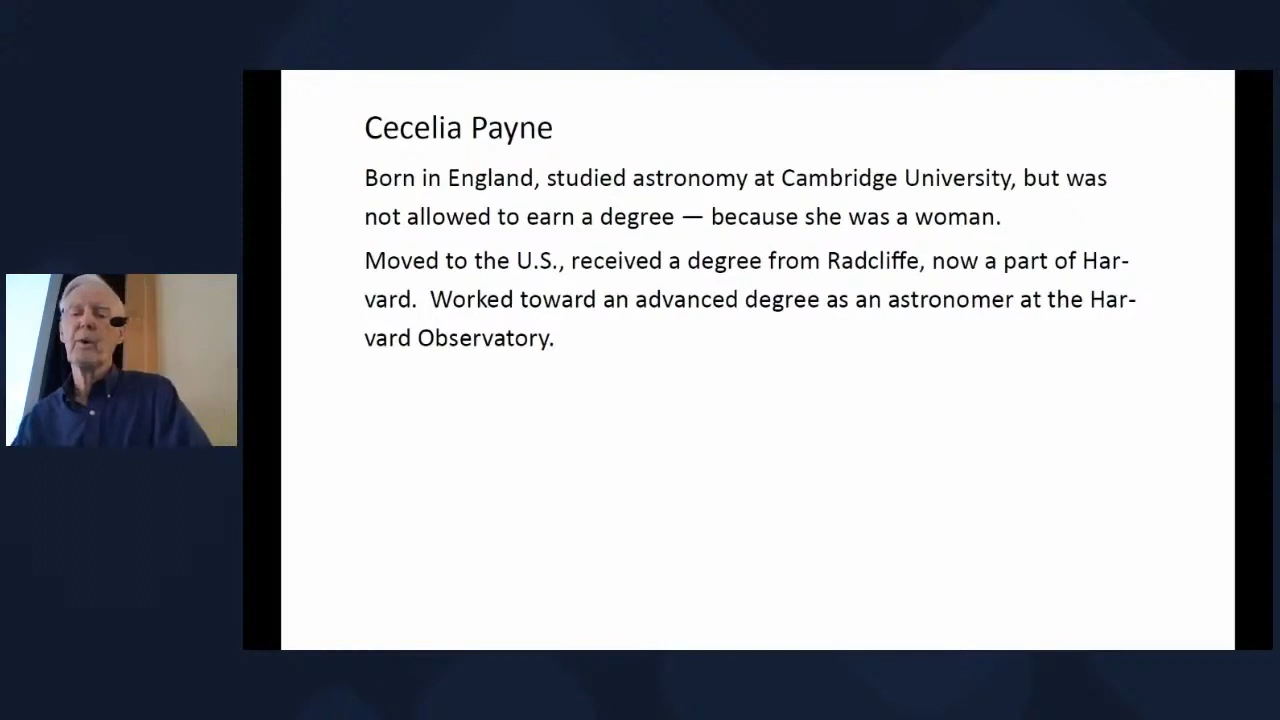 Cecelia Payne
Born in England, studied astronomy at Cambridge University, but was
not allowed to earn a degree — because she was a woman.
Moved to the U.S., received a degree from Radcliffe, now a part of Har-
vard.  Worked toward an advanced degree as an astronomer at the Har-
vard Observatory.